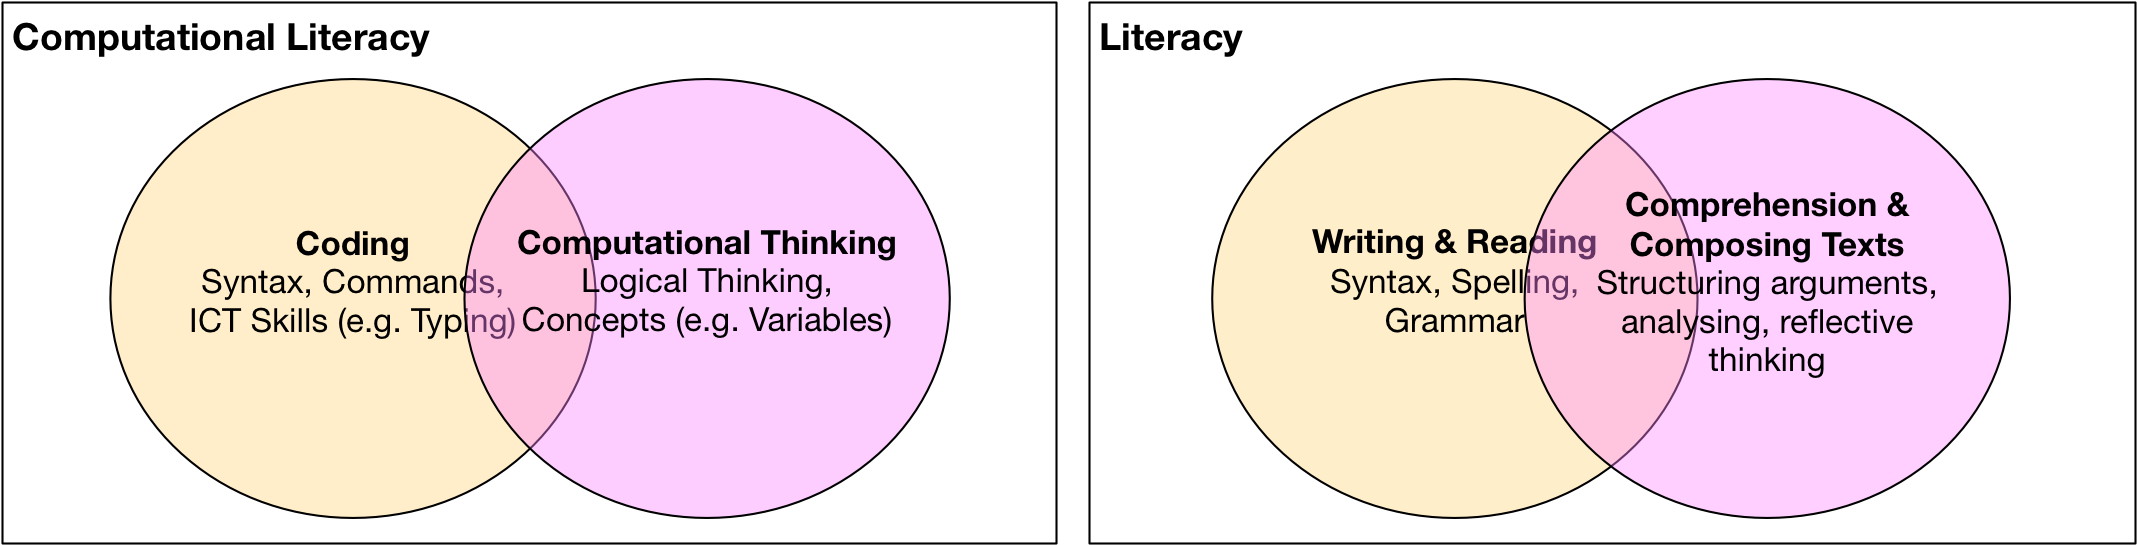 Computational Literacy
Coding
Syntax, Commands,
ICT Skills (e.g. Typing)
Computational Thinking
Logical Thinking,
Concepts (e.g. Variables)
Literacy
Writing & Reading
Syntax, Spelling,
Grammar
Comprehension &
Composing Texts
Structuring arguments,
analysing, reflective
thinking